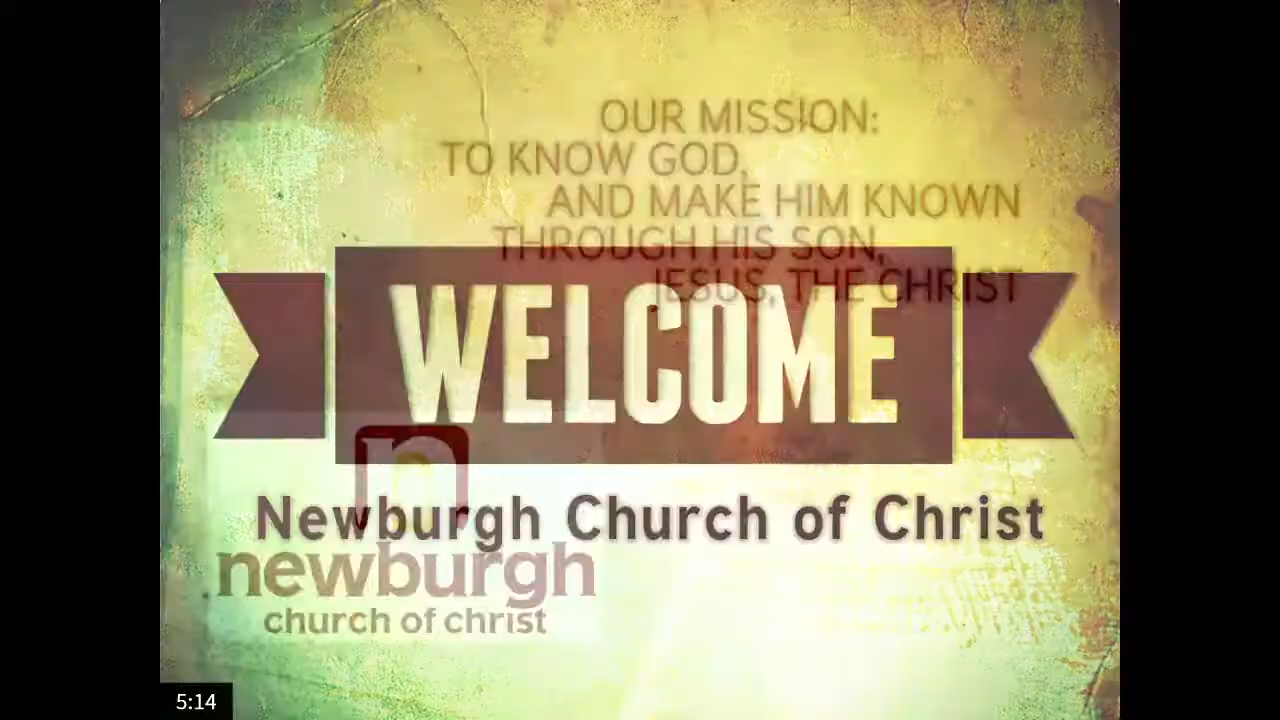 OUR MISSION:
TO KNOW GOD,
AND MAKE HIM KNOWN
THROUGH HIS SON,
JESUS, THE CHRIST
WELCOME
n
Newburgh Church of Christ
newburgh
church of christ
5:14